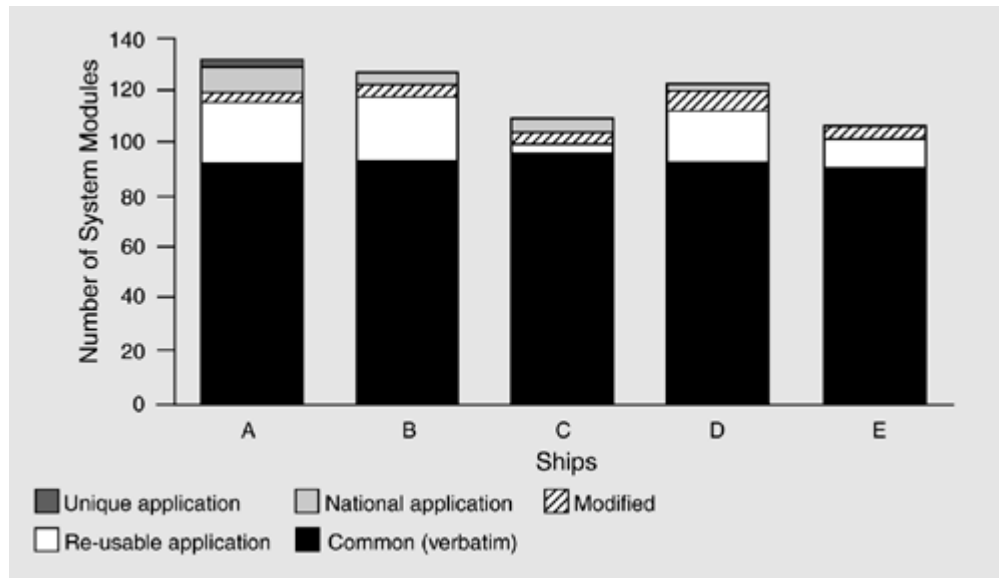 140
120
100
80
60
40
20
0
Number of System Modules
A B C D E
Ships
Unique application National application Modified
Re-usable application Common (verbatim)